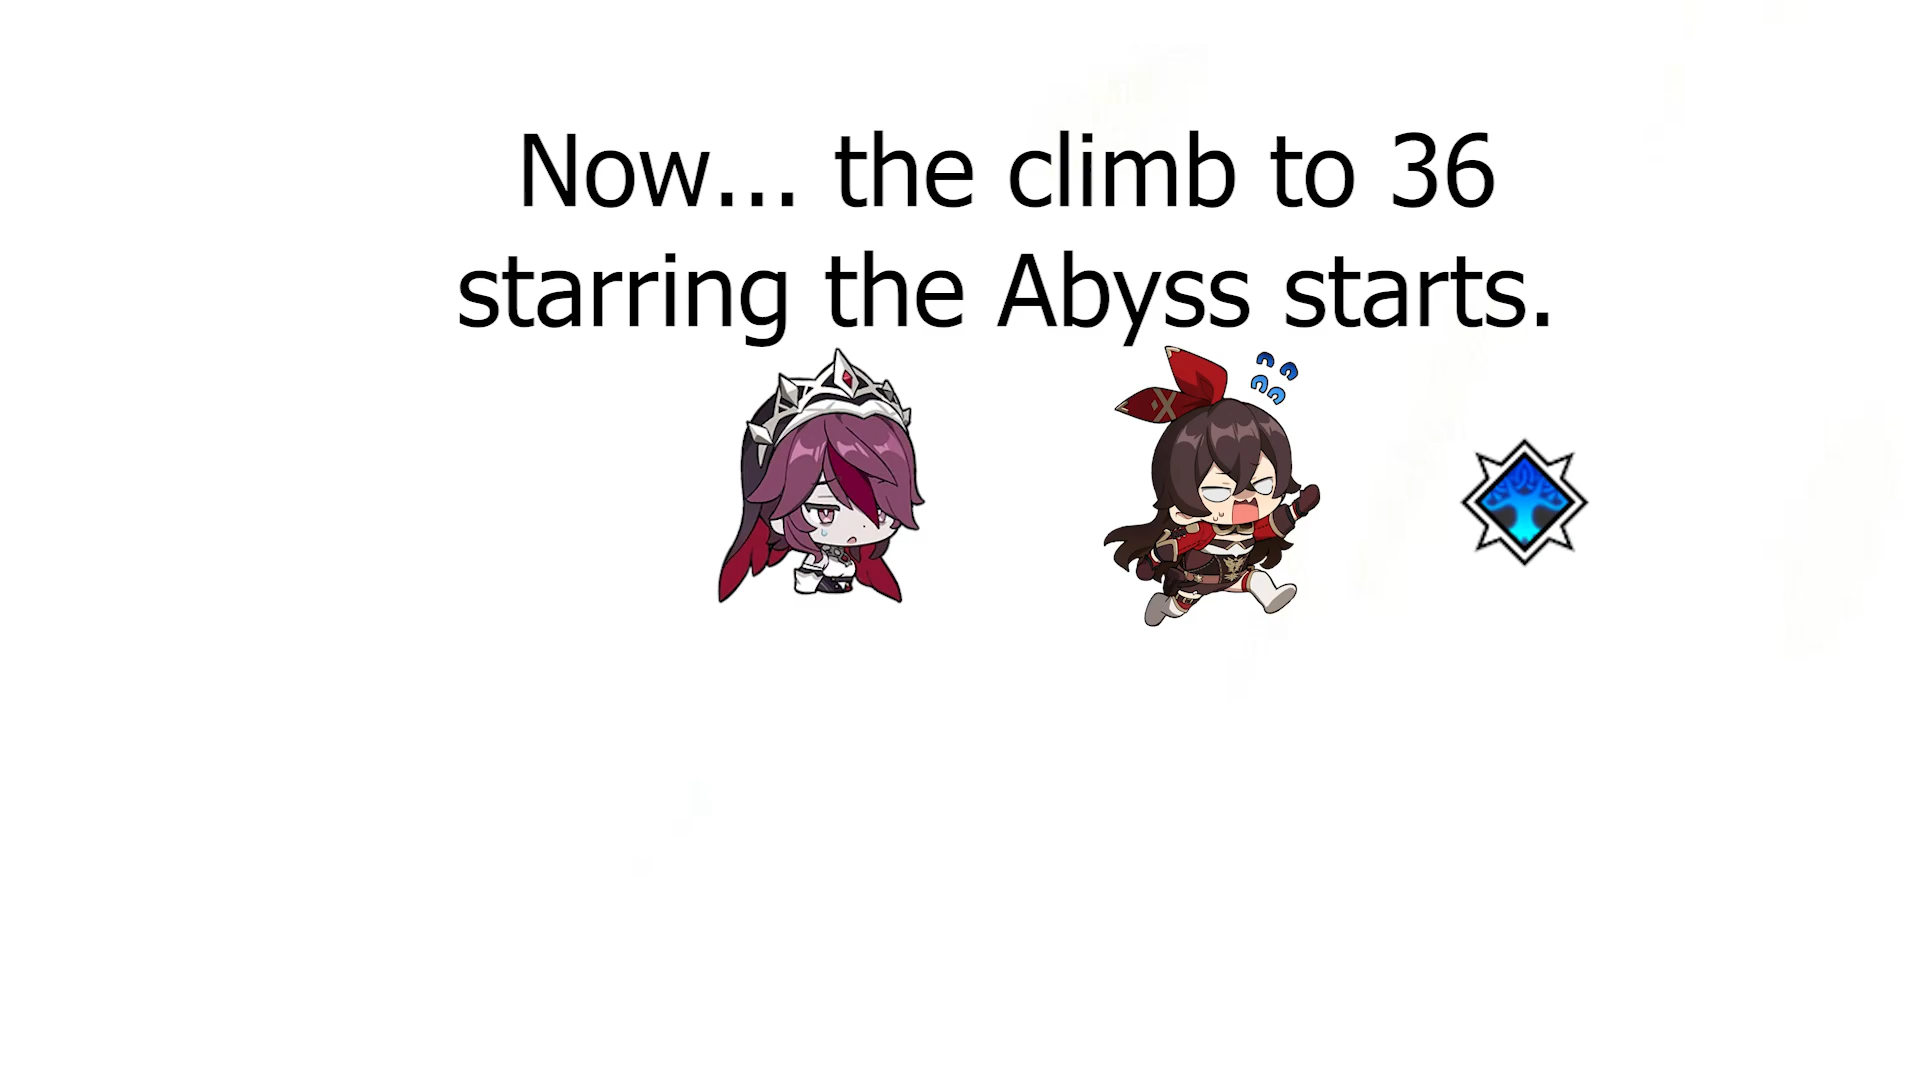 Now... the climb to 36
starring the Abyss starts.